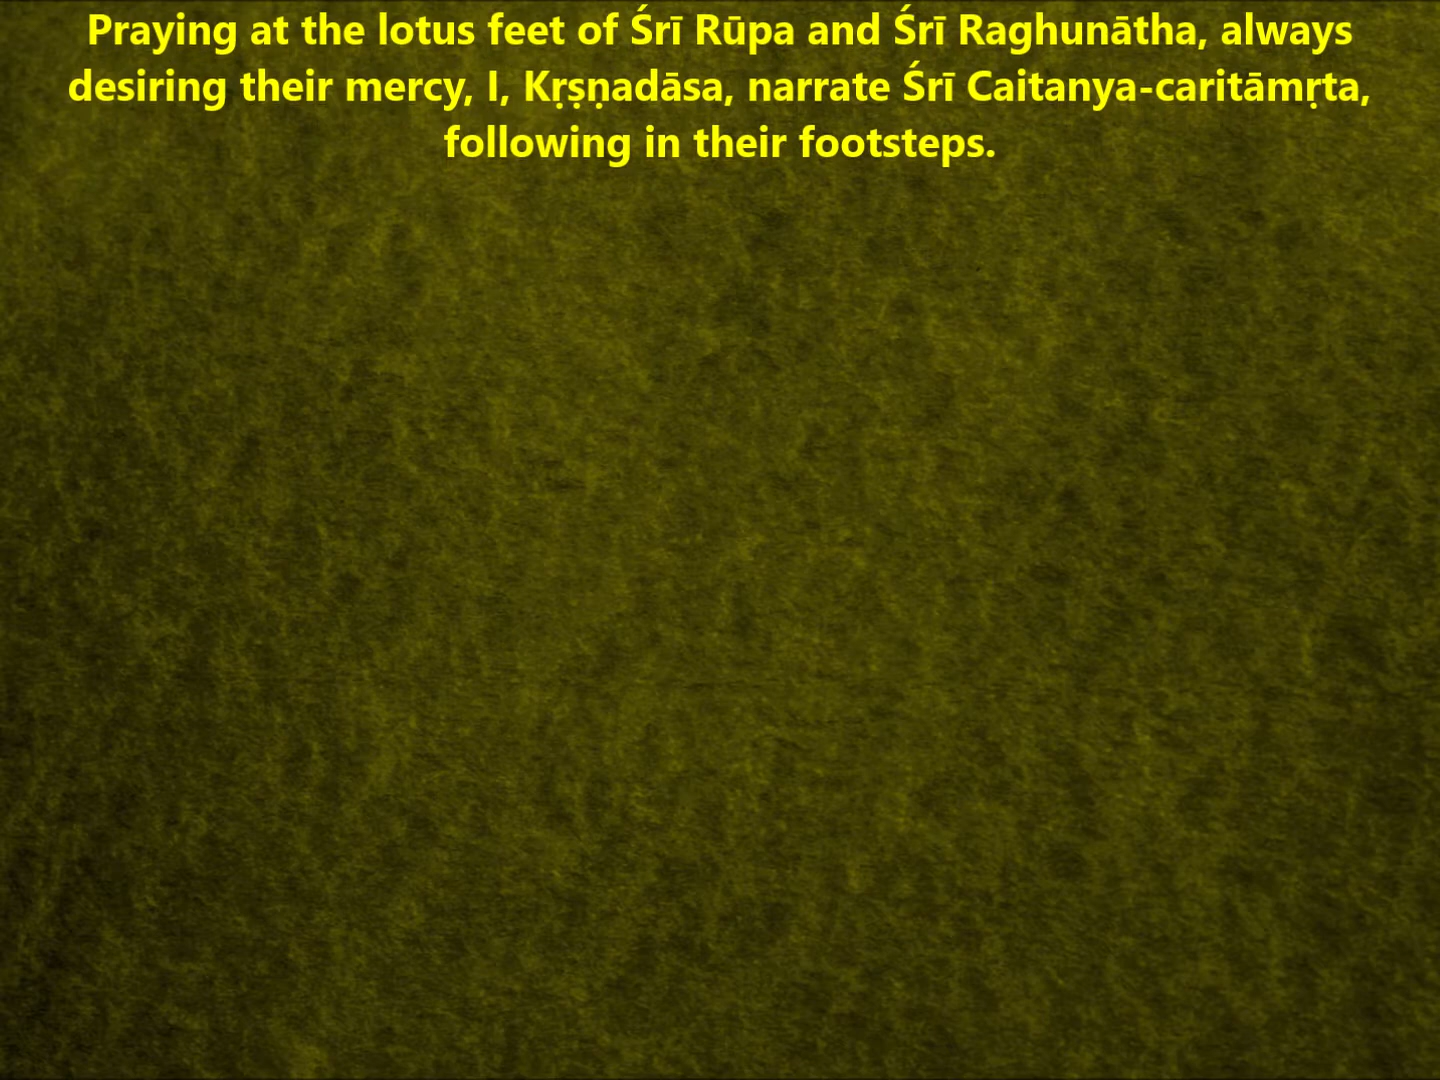 Praying at the lotus feet of Śrī Rūpa and Śrī Raghunātha, always
desiring their mercy, I, Kṛṣṇadāsa, narrate Śrī Caitanya-caritāmṛta,
following in their footsteps.